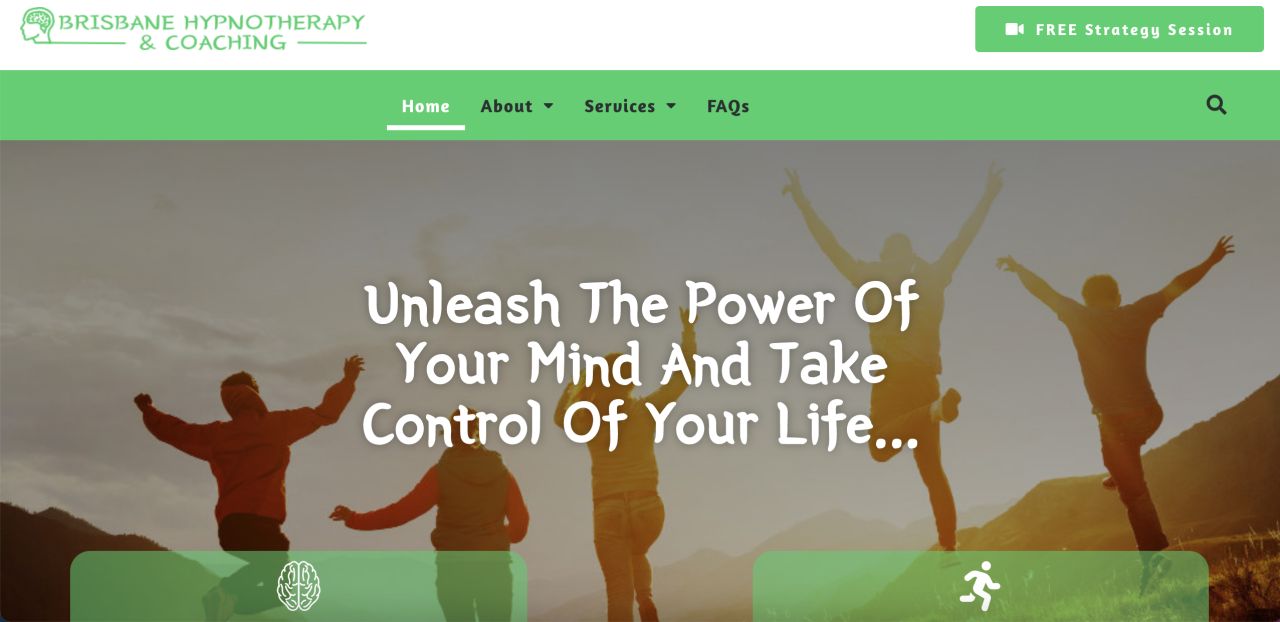 BRISBANE HYPNOTHERAPY
& COACHING
FREE Strategy Session
Home About Services FAQs
Unleash The Power Of
Your Mind And Take
Control Of Your Life...